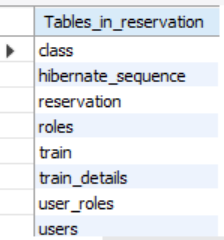 Tables_in_reservation
class
hibernate_sequence
reservation
roles
train
train_details
user_roles
users